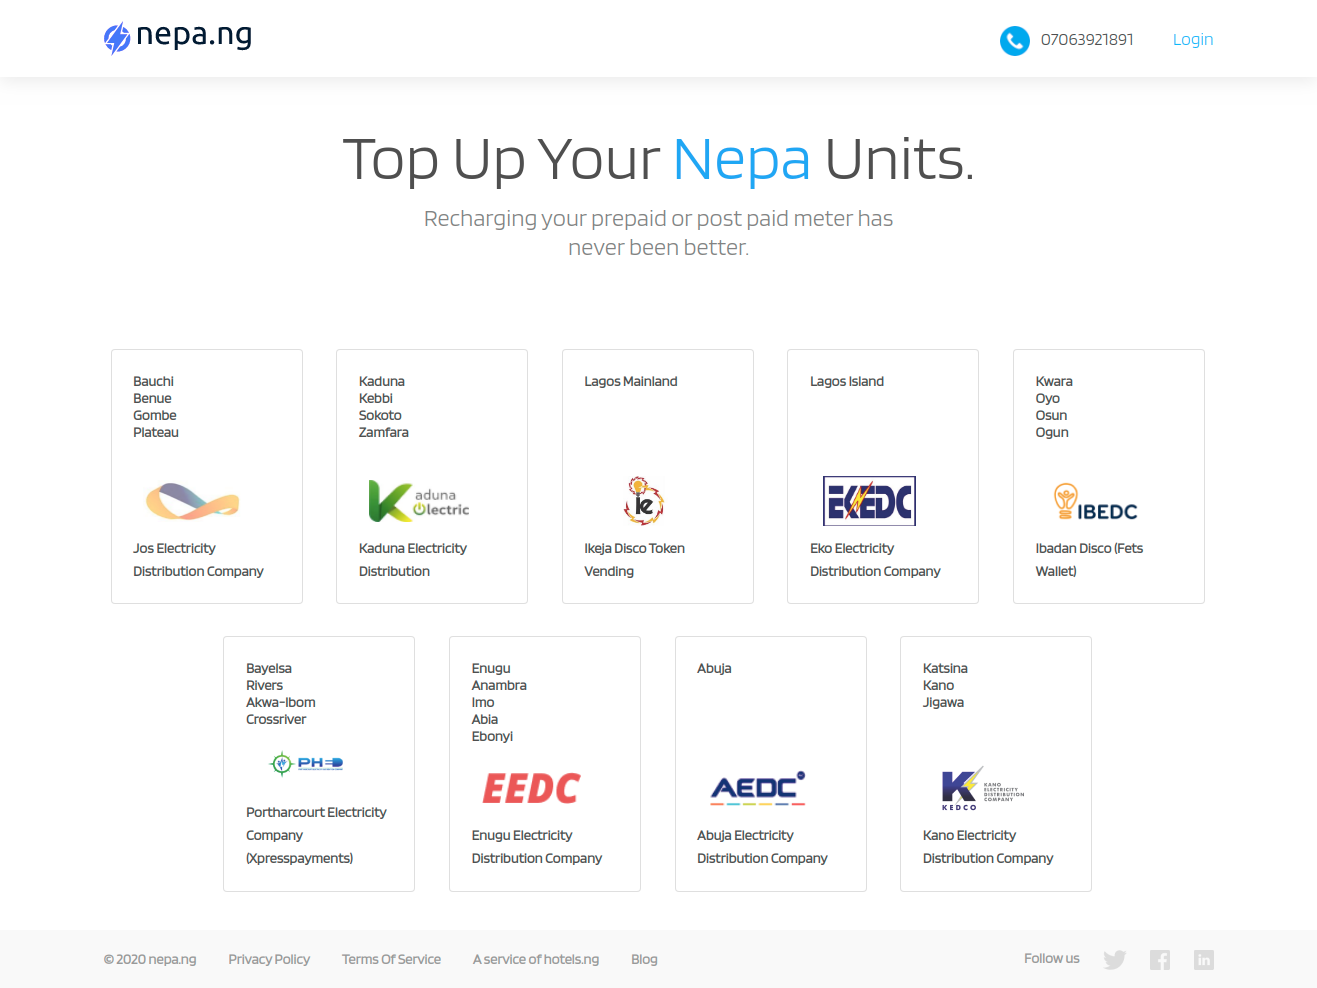 nepa.ng
07063921891
Login
Top Up Your Nepa Units.
Recharging your prepaid or post paid meter has
never been better.
Bauchi
Benue
Gombe
Plateau
Jos Electricity
Distribution Company
Kaduna
Kebbi
Sokoto
Zamfara
Kaduna
Electric
Kaduna Electricity
Distribution
Lagos Mainland
ie
Ikeja Disco Token
Vending
Lagos Island
EKEDC
Eko Electricity
Distribution Company
Kwara
Oyo
Osun
Ogun
IBEDC
Ibadan Disco (Fets
Wallet)
Bayelsa
Rivers
Akwa-Ibom
Crossriver
PHED
Portharcourt Electricity
Company
(Xpresspayments)
Enugu
Anambra
Imo
Abia
Ebonyi
EEDC
Enugu Electricity
Distribution Company
Abuja
AEDC
Abuja Electricity
Distribution Company
Katsina
Kano
Jigawa
K
KEDCO
KANO
ELECTRICITY
DISTRIBUTION
COMPANY
Kano Electricity
Distribution Company
© 2020 nepa.ng
Privacy Policy
Terms Of Service
A service of hotels.ng
Blog
Follow us